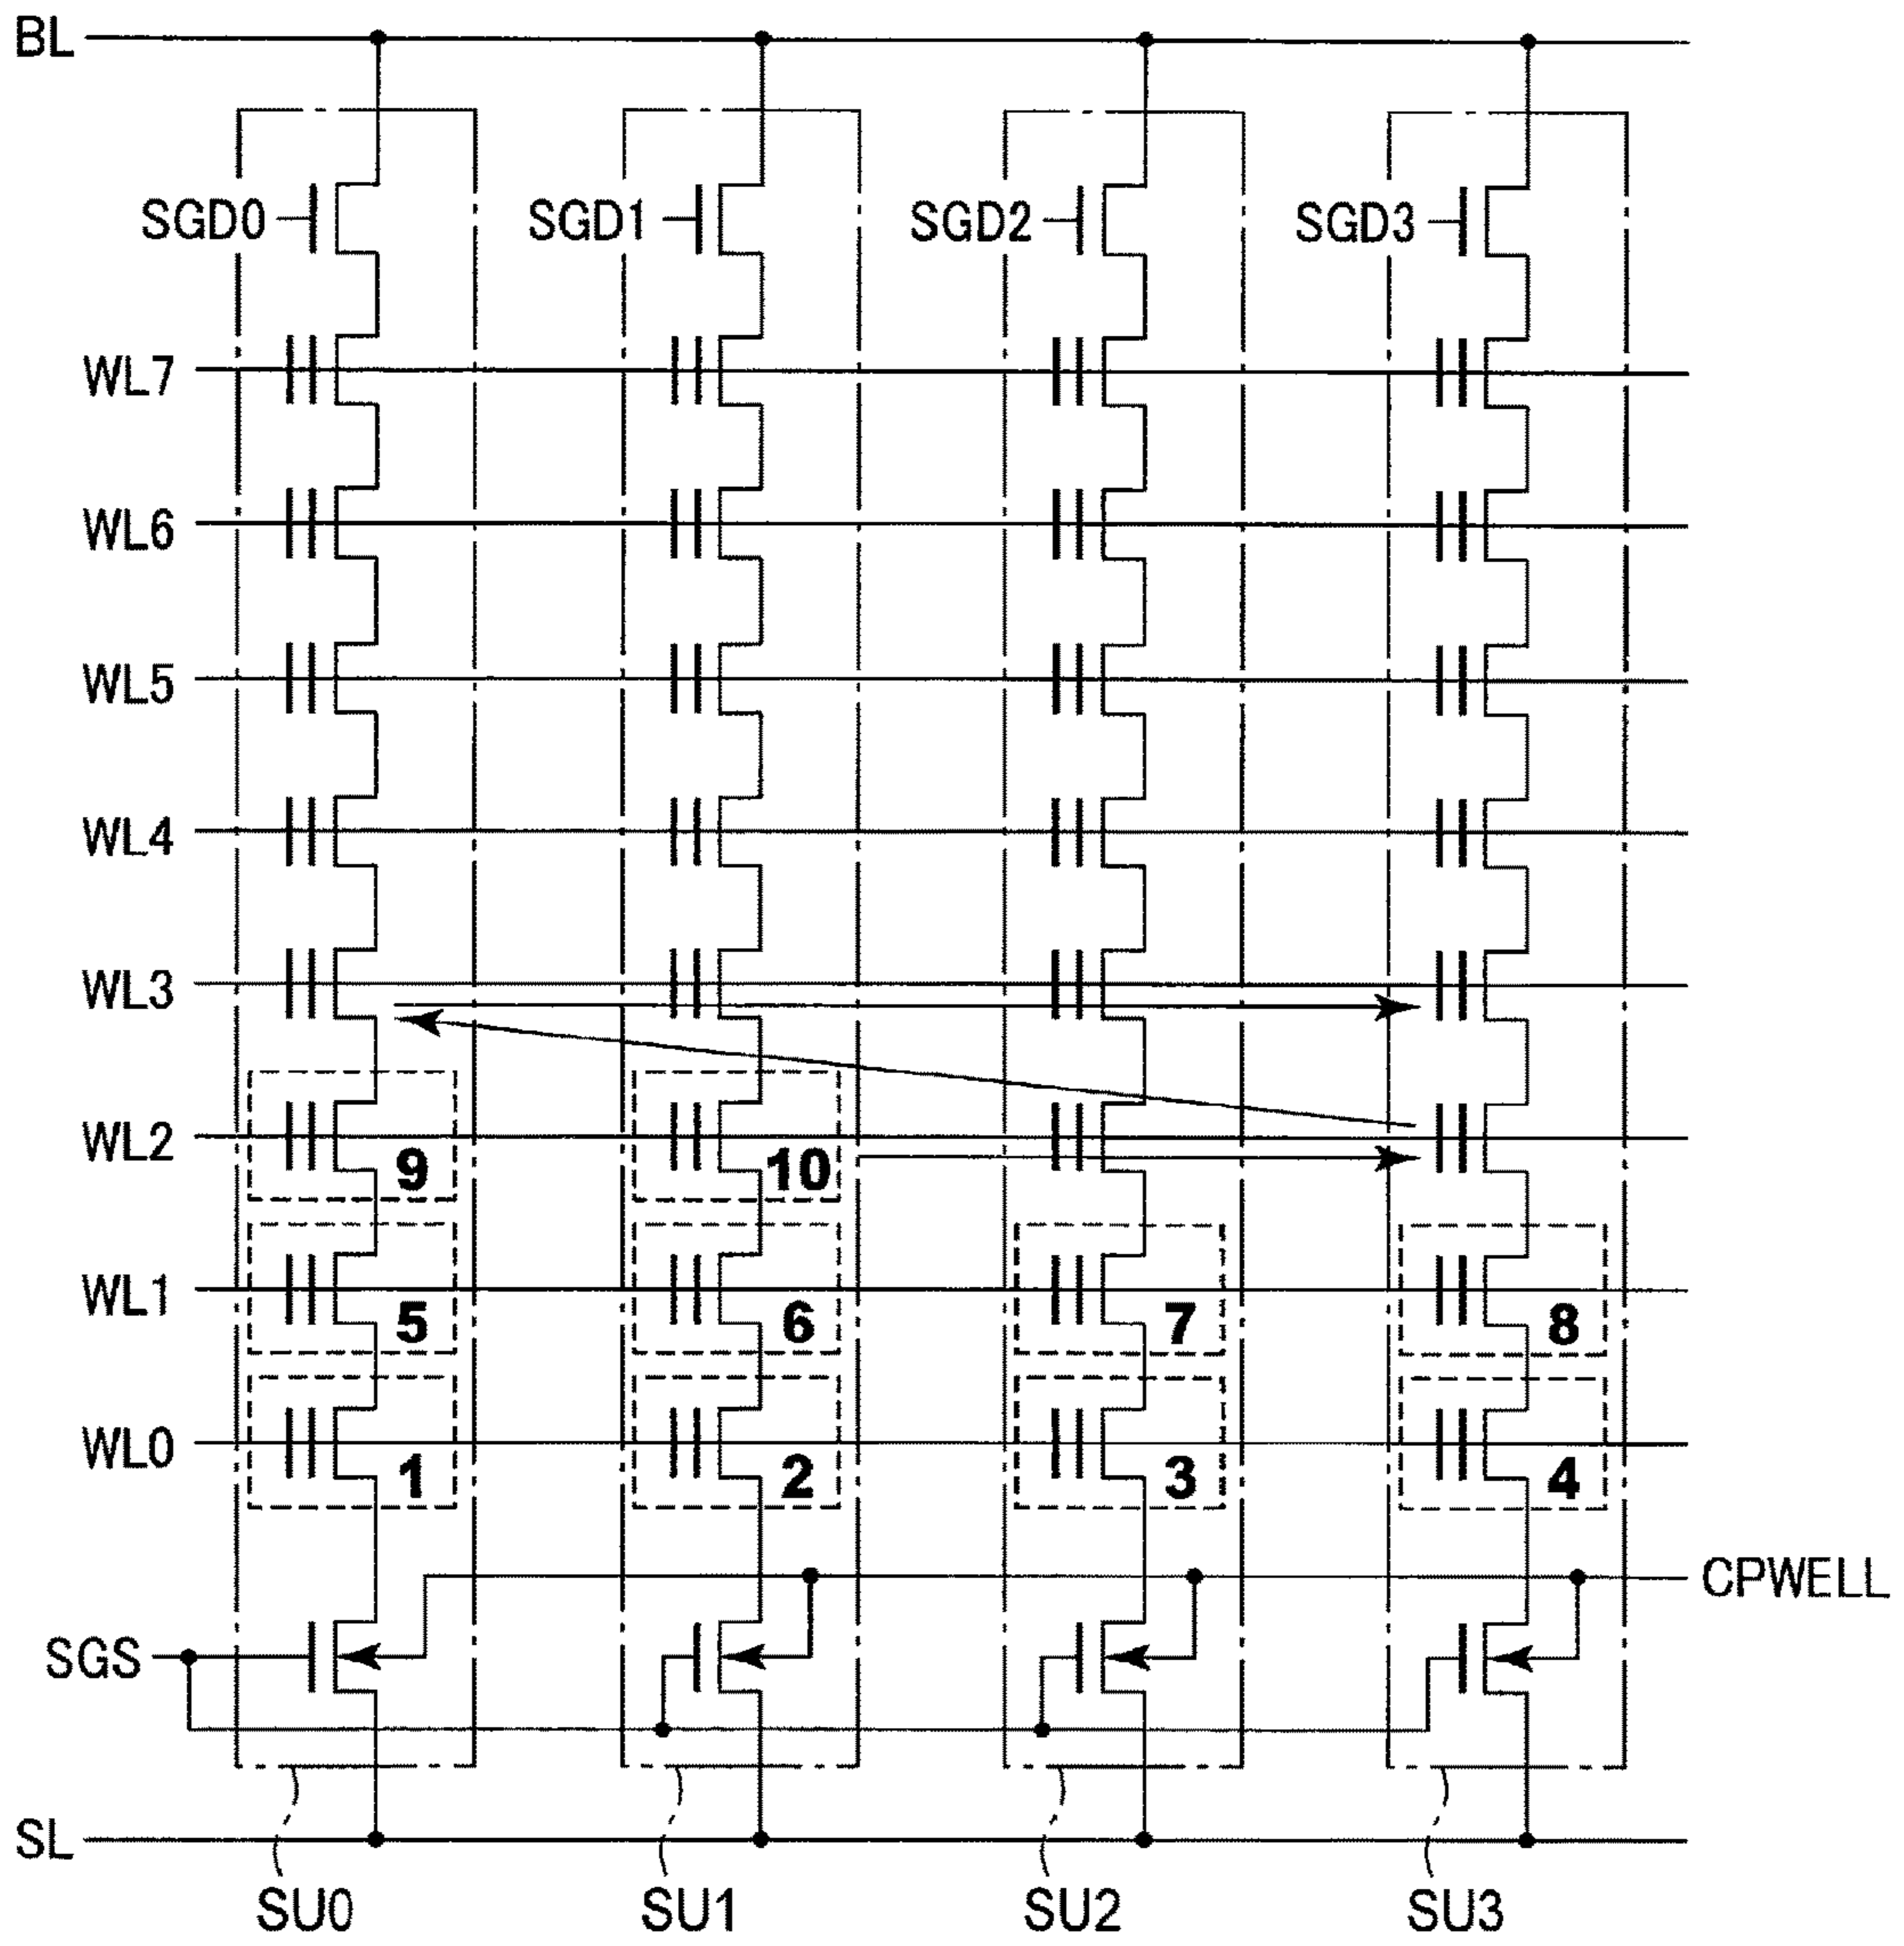 BL
SGD0 SGD1 SGD2 SGD3
WL7
WL6
WL5
WL4
WL3
WL2 9 10
WL1 5 6 7 8
WL0 1 2 3 4
CPWELL
SGS
SL
SU0 SU1 SU2 SU3